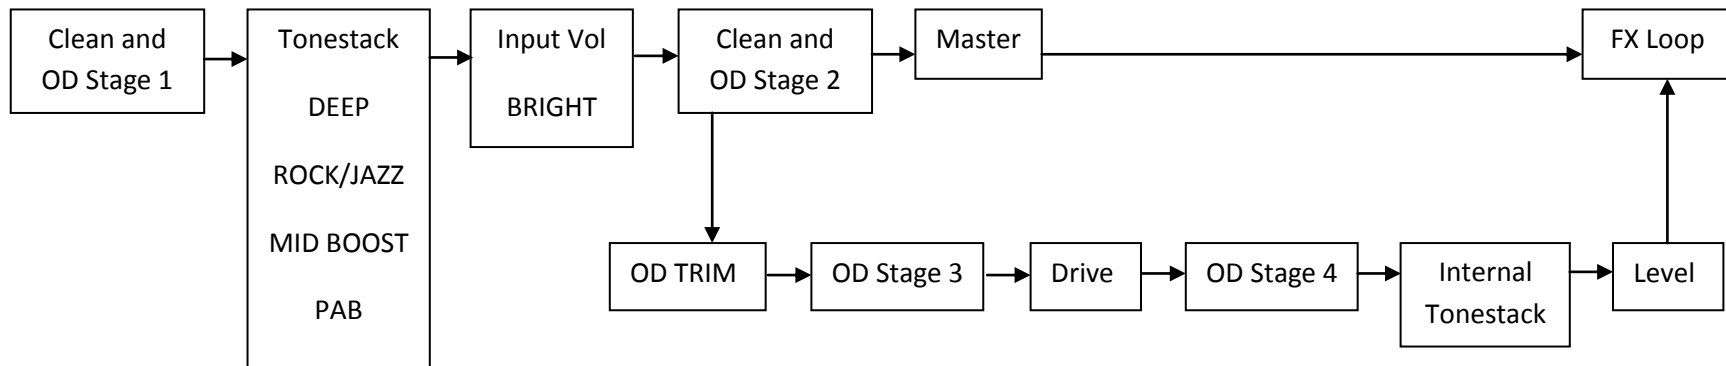 Clean and
OD Stage 1
Tonestack
DEEP
ROCK/JAZZ
MID BOOST
PAB
Input Vol
BRIGHT
Clean and
OD Stage 2
Master
FX Loop
OD TRIM
OD Stage 3
Drive
OD Stage 4
Internal
Tonestack
Level